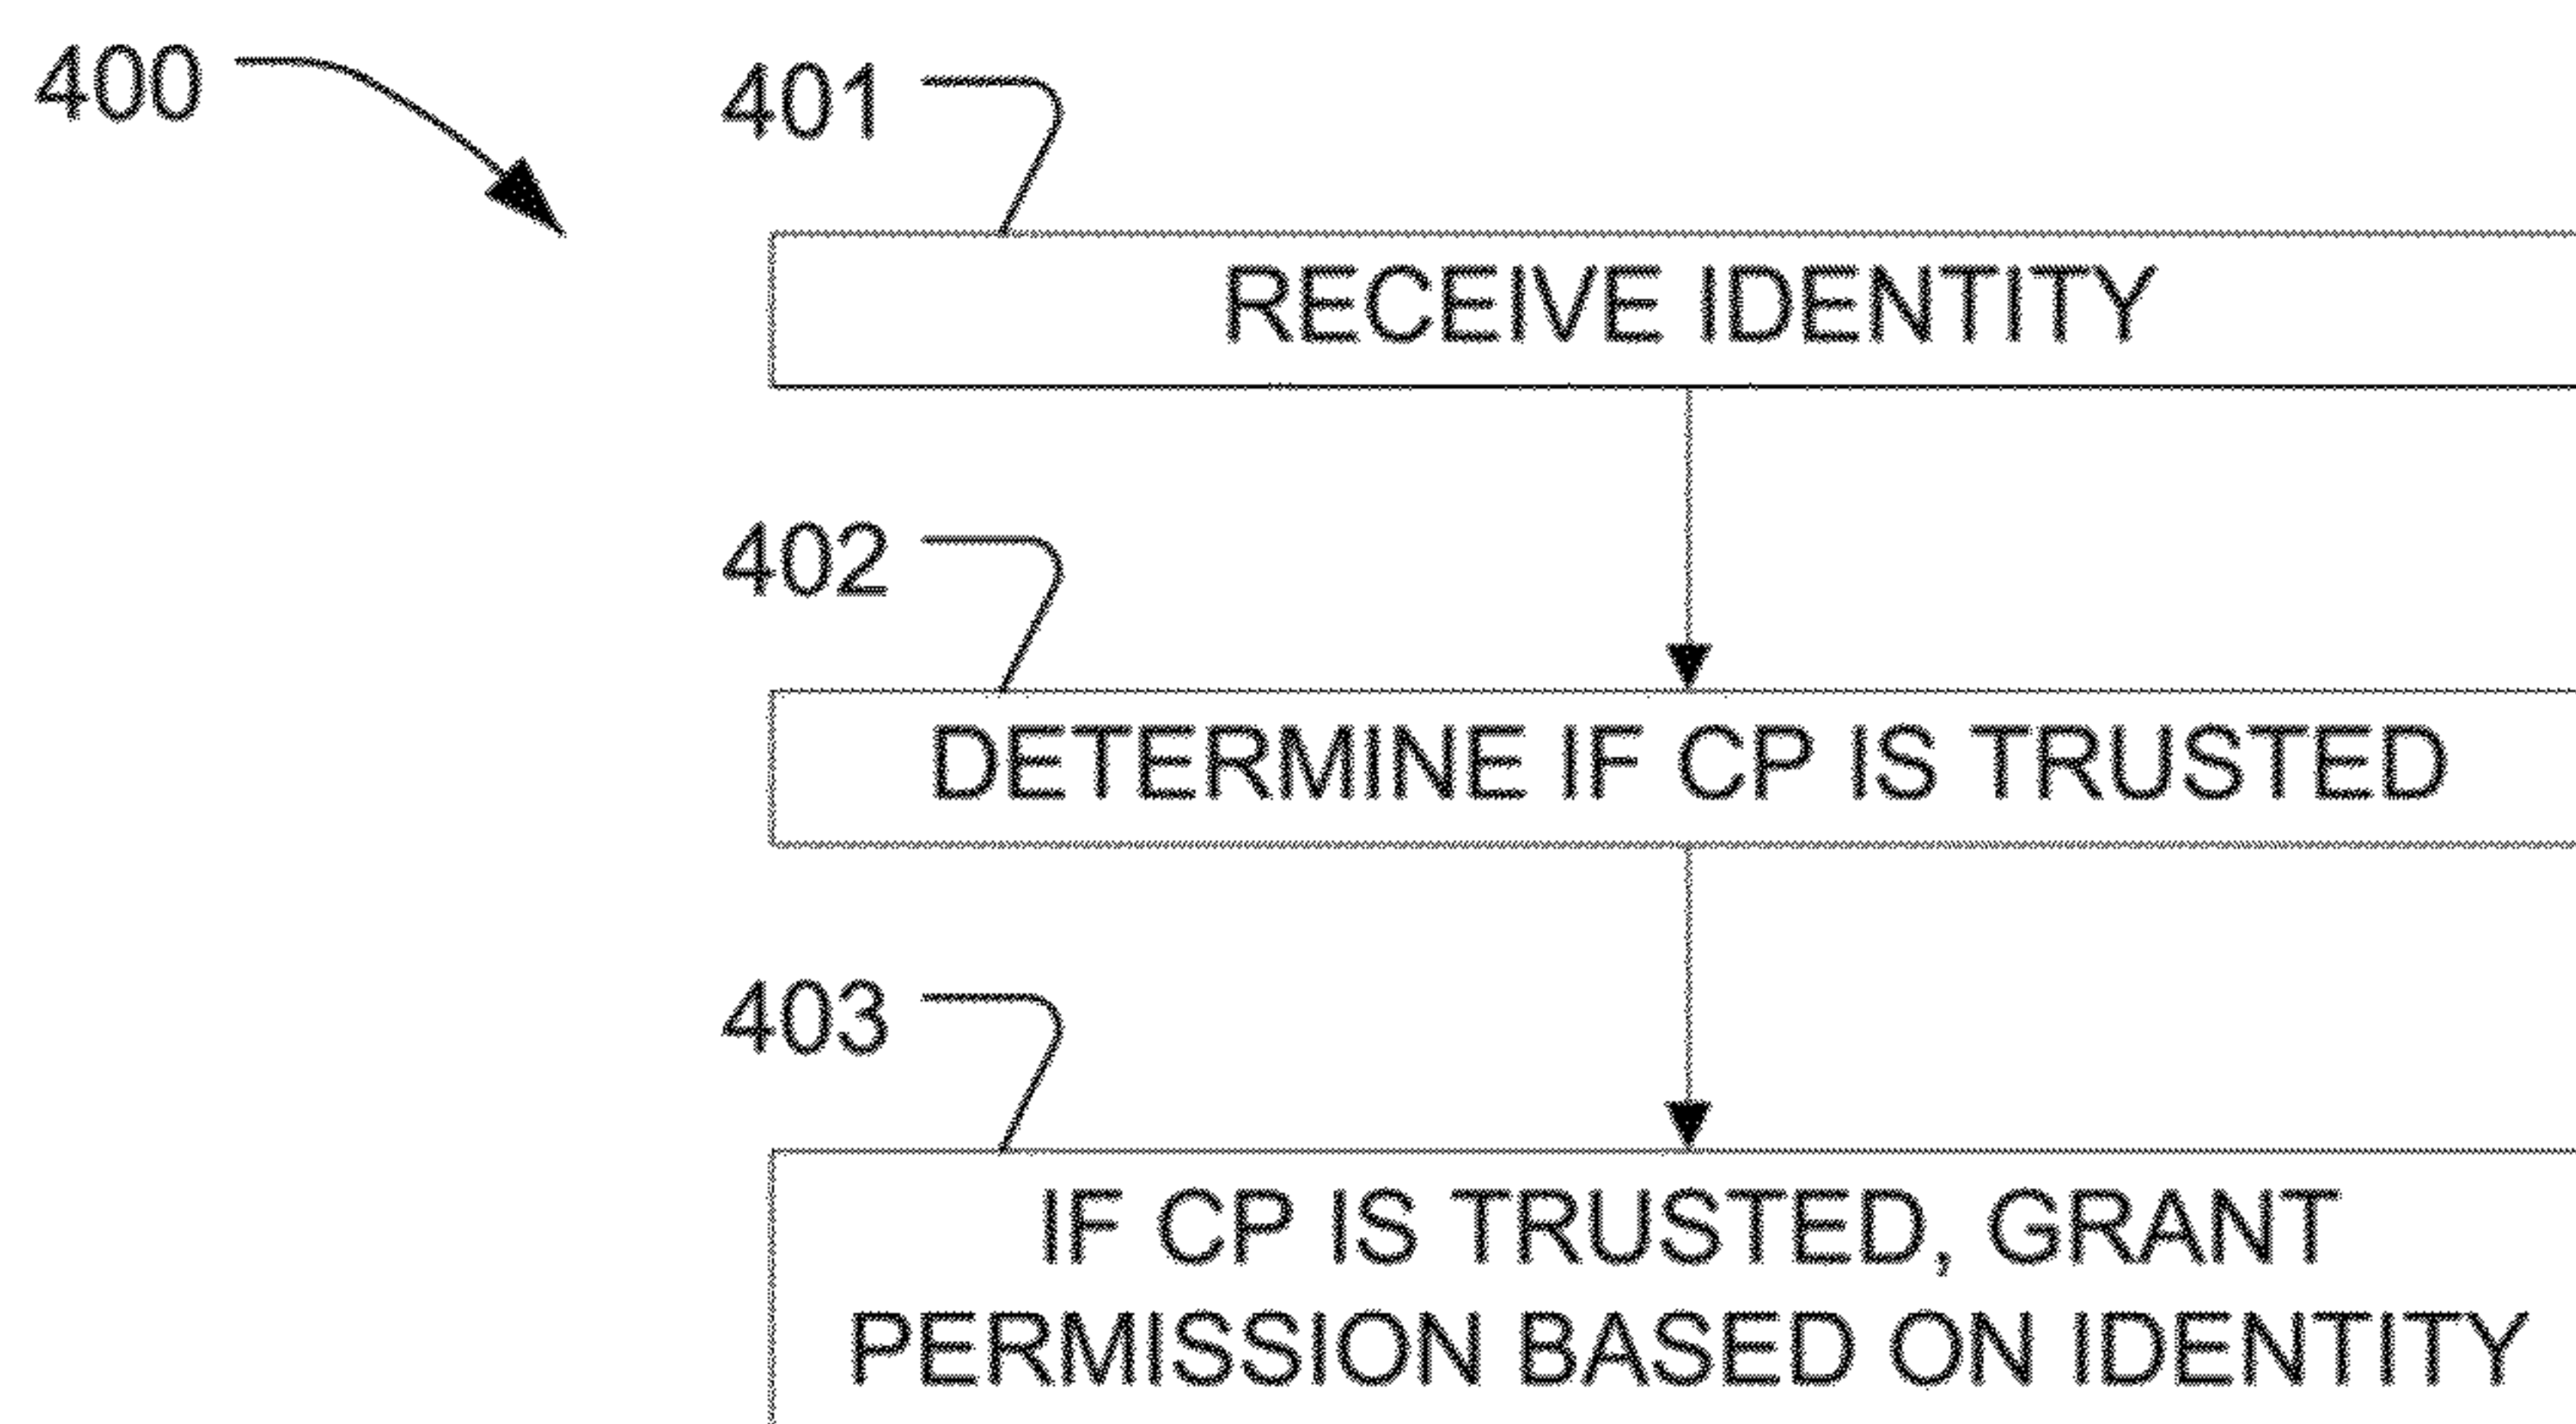 400
401
RECEIVE IDENTITY
402
DETERMINE IF CP IS TRUSTED
403
IF CP IS TRUSTED, GRANT
PERMISSION BASED ON IDENTITY